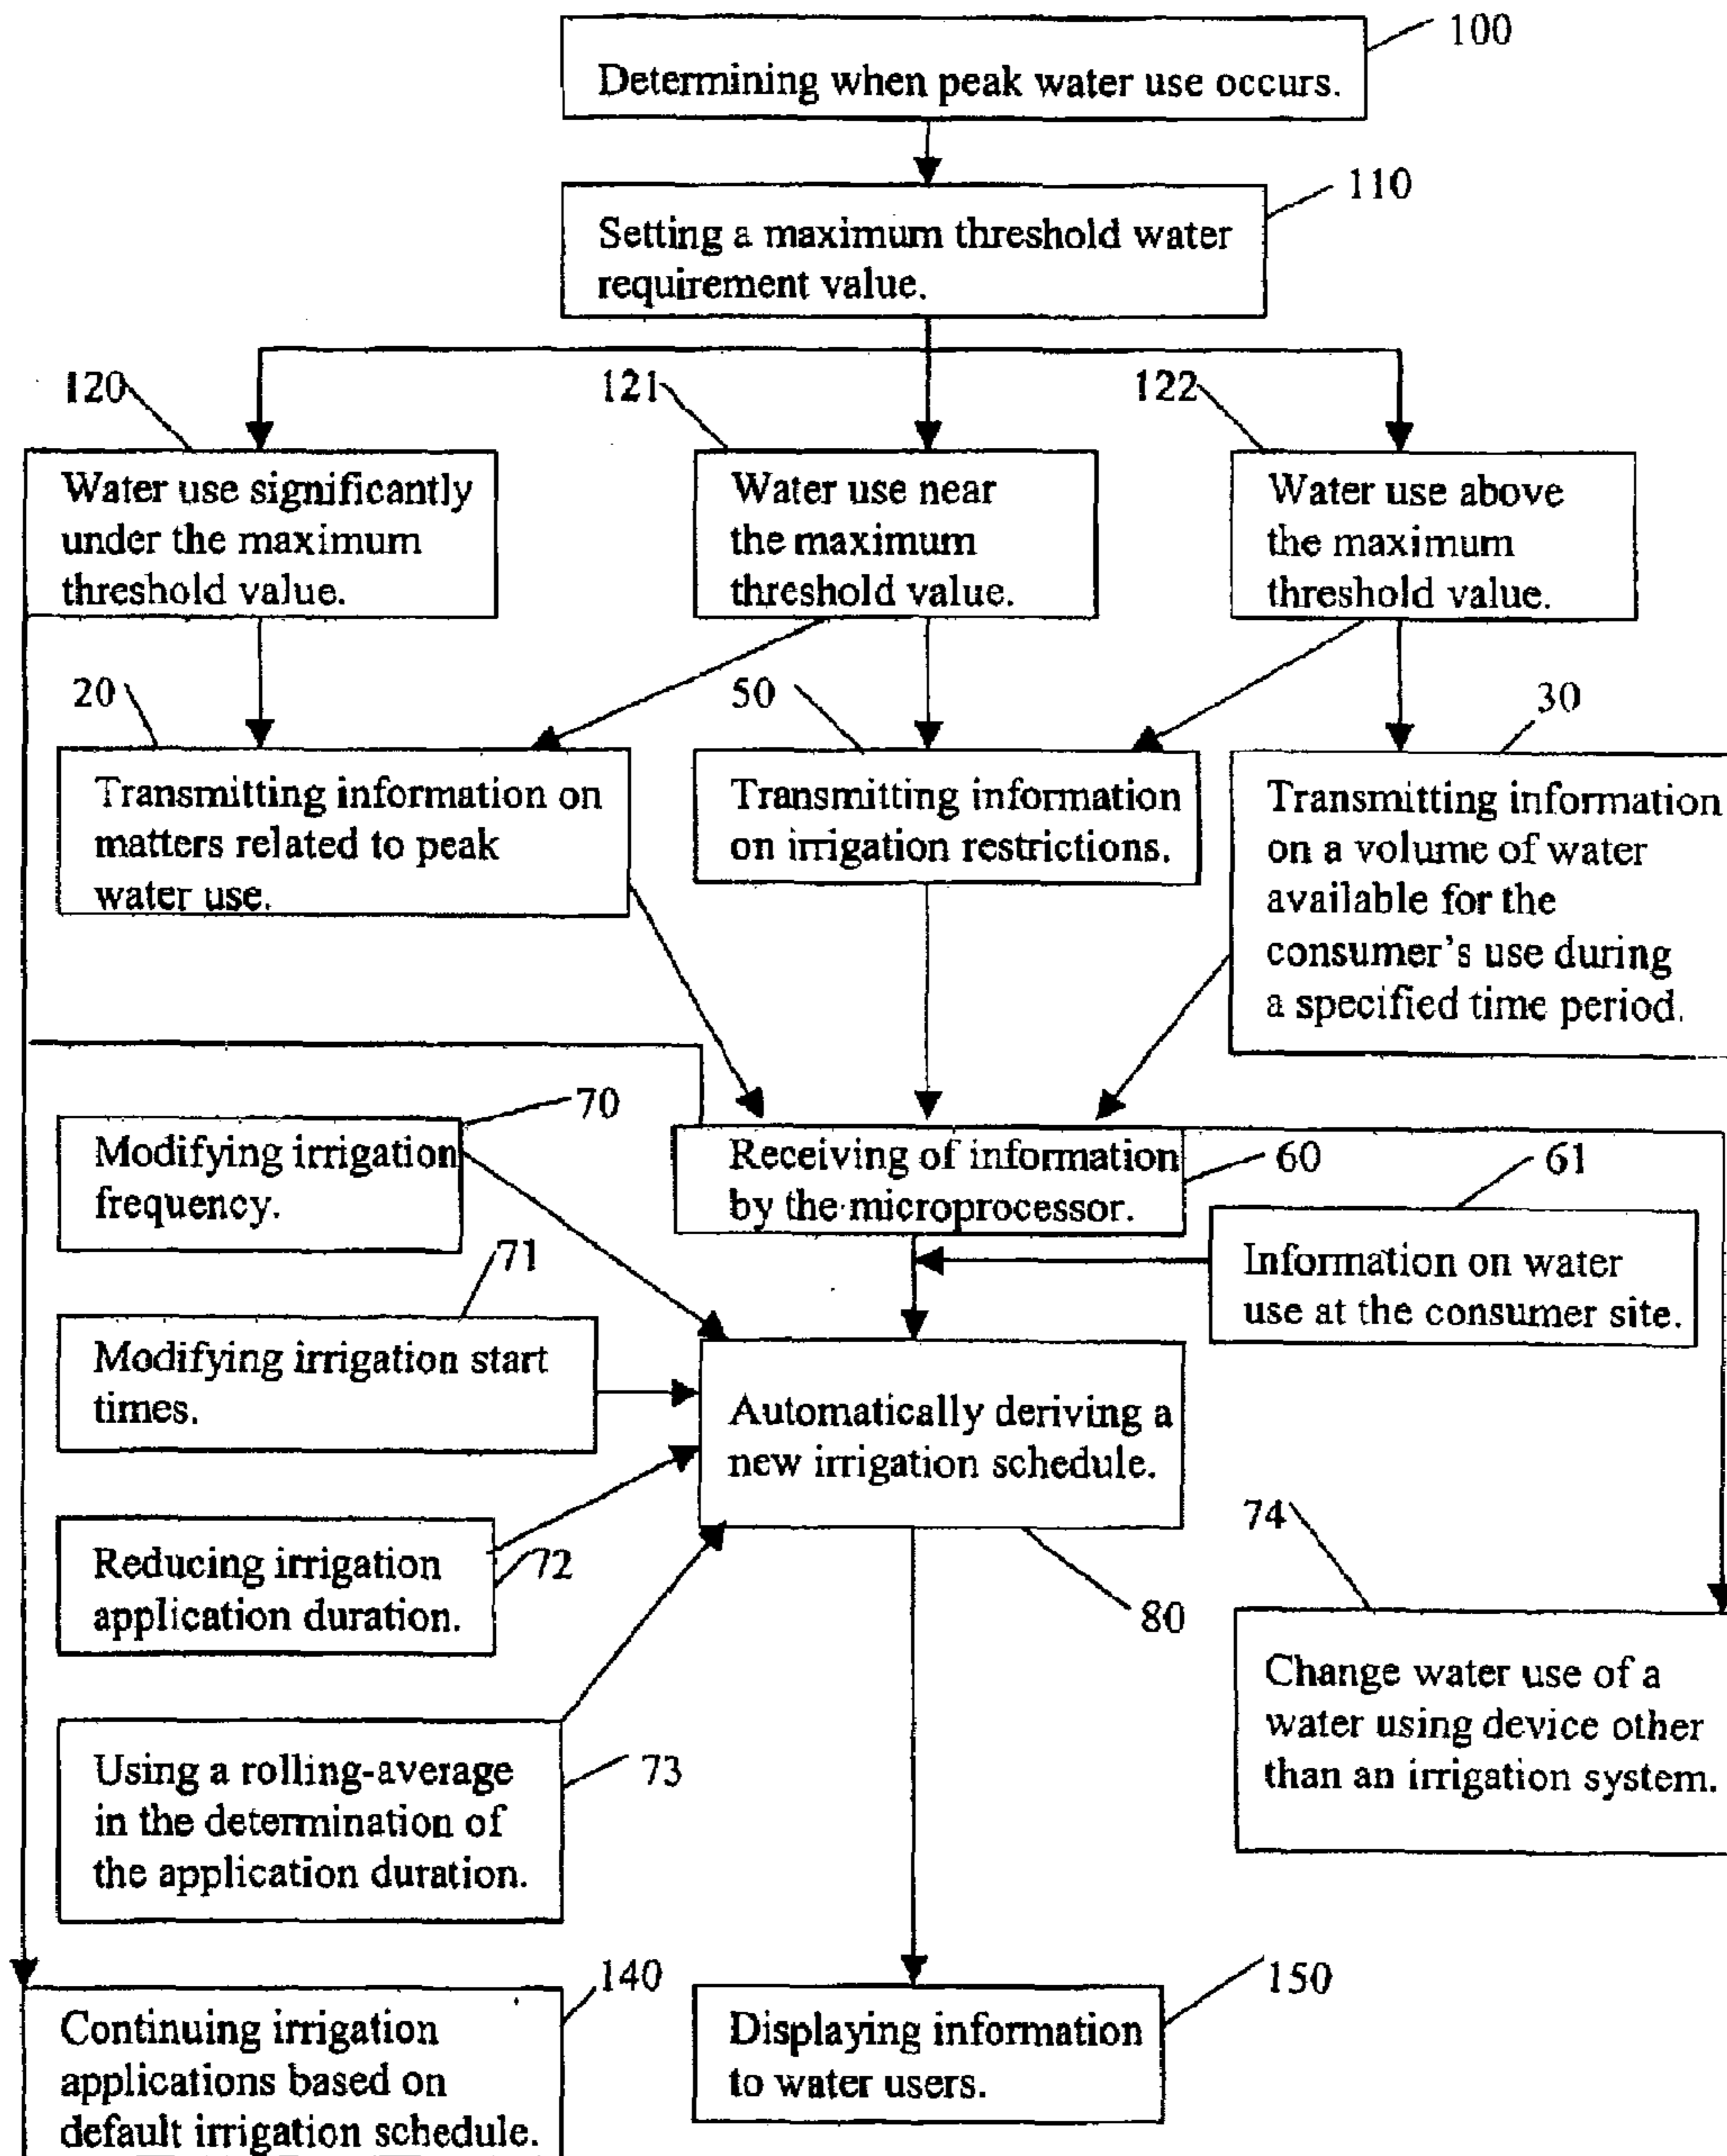 100
Determining when peak water use occurs.
110
Setting a maximum threshold water
requirement value.
120
121
122
Water use significantly
under the maximum
threshold value.
Water use near
the maximum
threshold value.
Water use above
the maximum
threshold value.
20
50
30
Transmitting information on
matters related to peak
water use.
Transmitting information
on irrigation restrictions.
Transmitting information
on a volume of water
available for the
consumer's use during
a specified time period.
70
Modifying irrigation
frequency.
Receiving of information
by the microprocessor.
60
61
Information on water
use at the consumer site.
71
Modifying irrigation start
times.
Automatically deriving a
new irrigation schedule.
80
Reducing irrigation
application duration.
72
74
Change water use of a
water using device other
than an irrigation system.
Using a rolling-average
in the determination of
the application duration.
73
140
Continuing irrigation
applications based on
default irrigation schedule.
150
Displaying information
to water users.